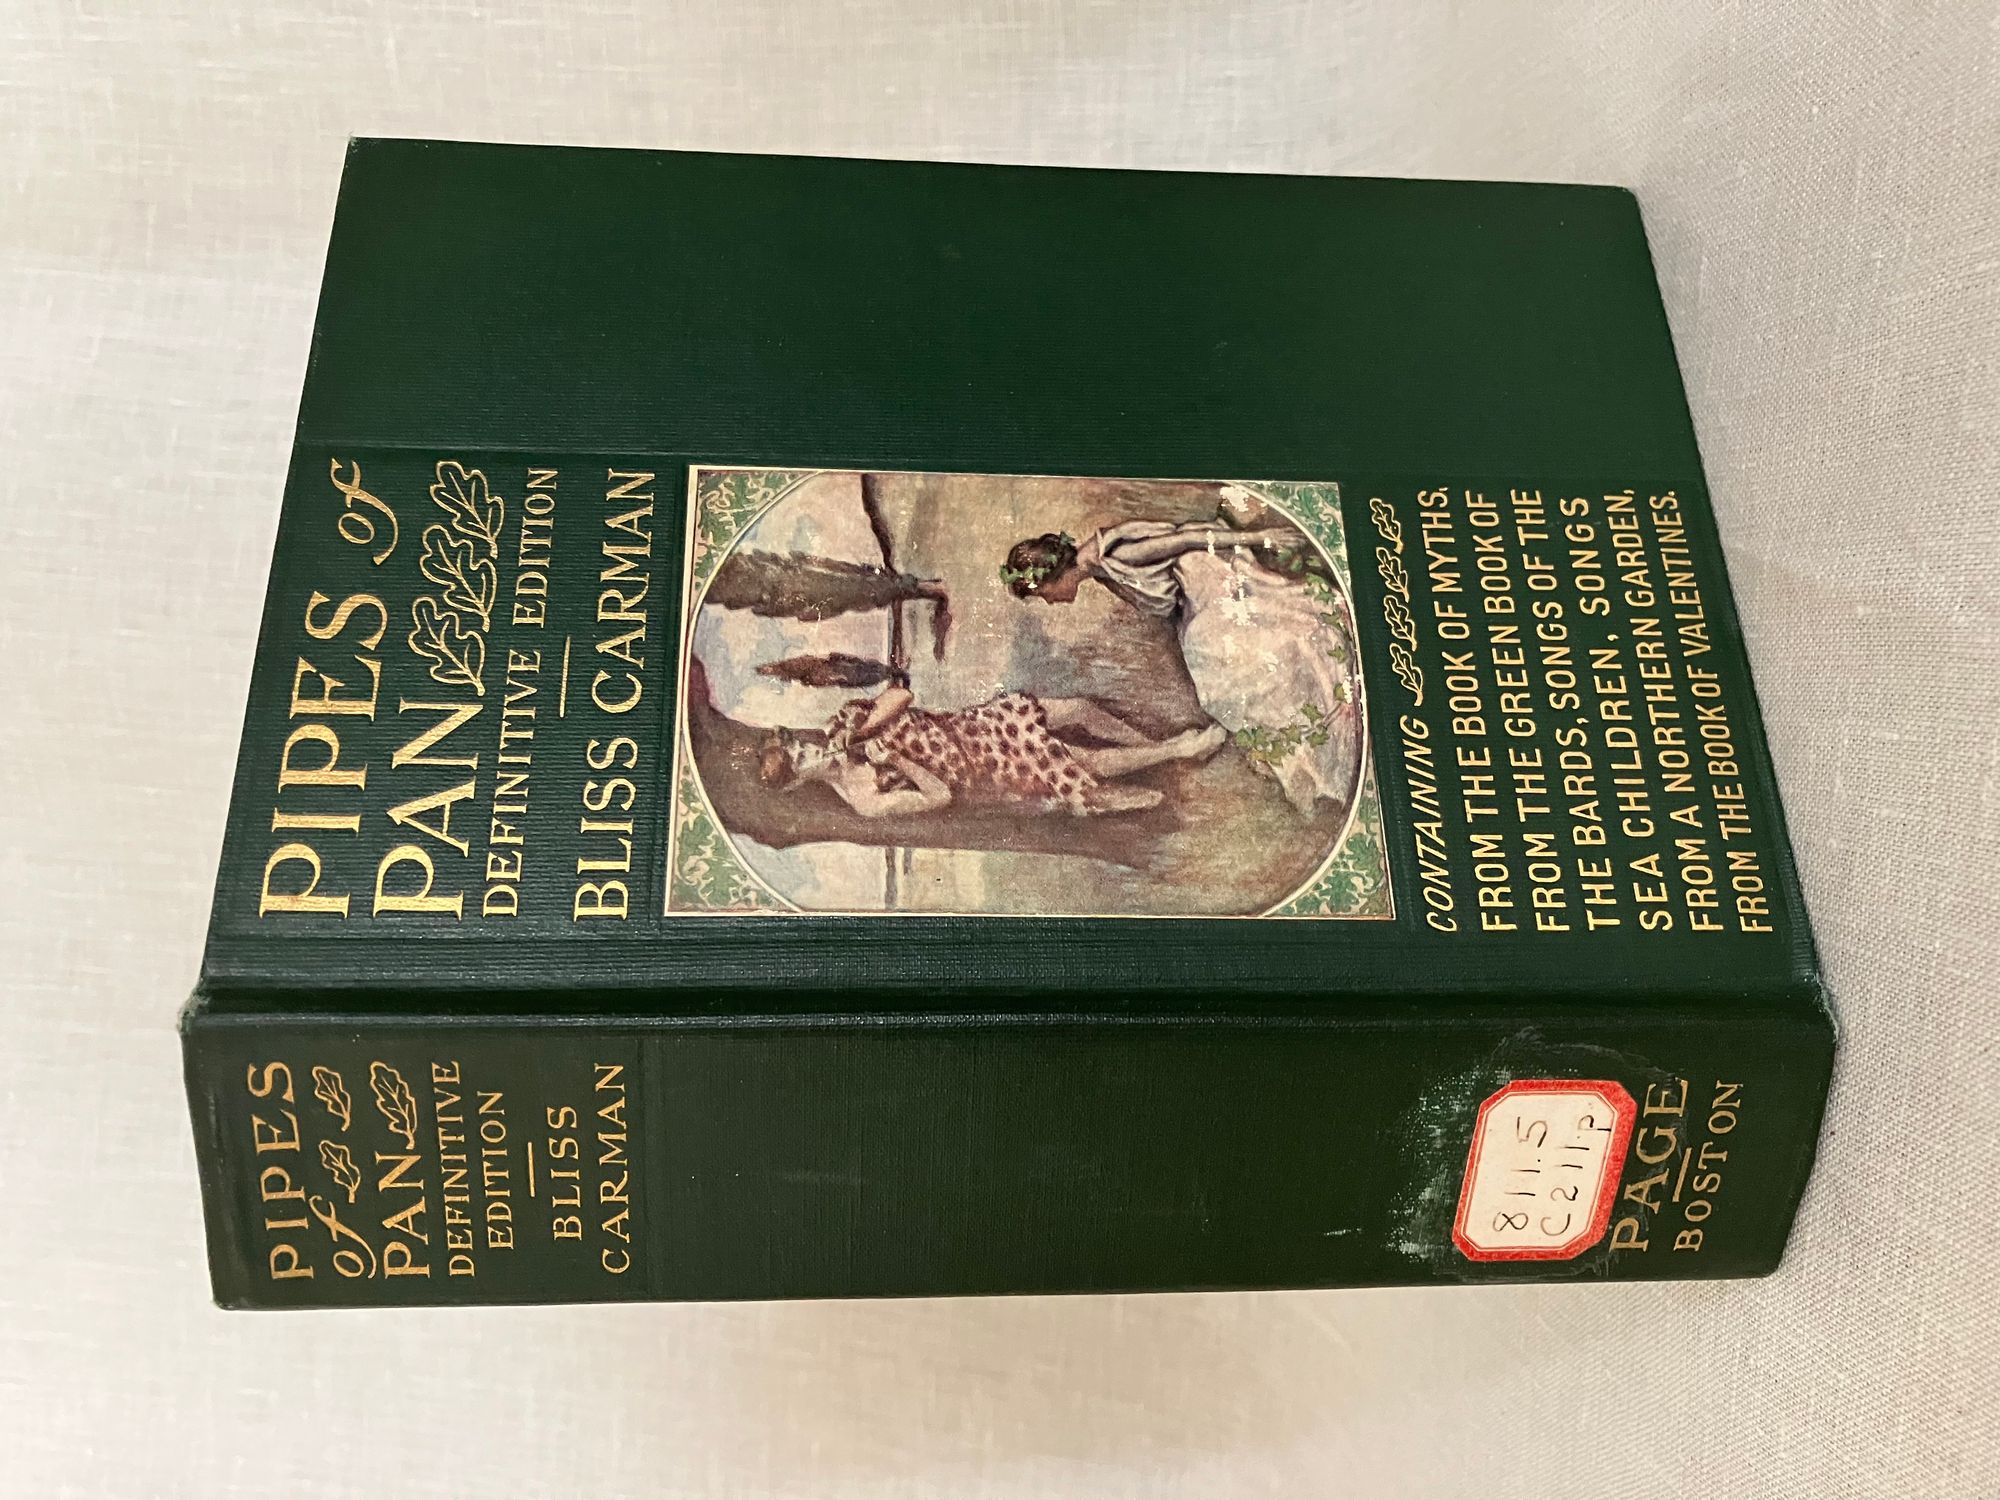 PIPES of
PAN
DEFINITIVE EDITION
BLISS CARMAN
CONTAINING
FROM THE BOOK OF MYTHS,
FROM THE GREEN BOOK OF
THE BARDS, SONGS OF THE
SEA CHILDREN, SONGS
FROM A NORTHERN GARDEN,
FROM THE BOOK OF VALENTINES.
PIPES
of
PAN
DEFINITIVE
EDITION
BLISS
CARMAN
811.5
C211p
PAGE
BOSTON